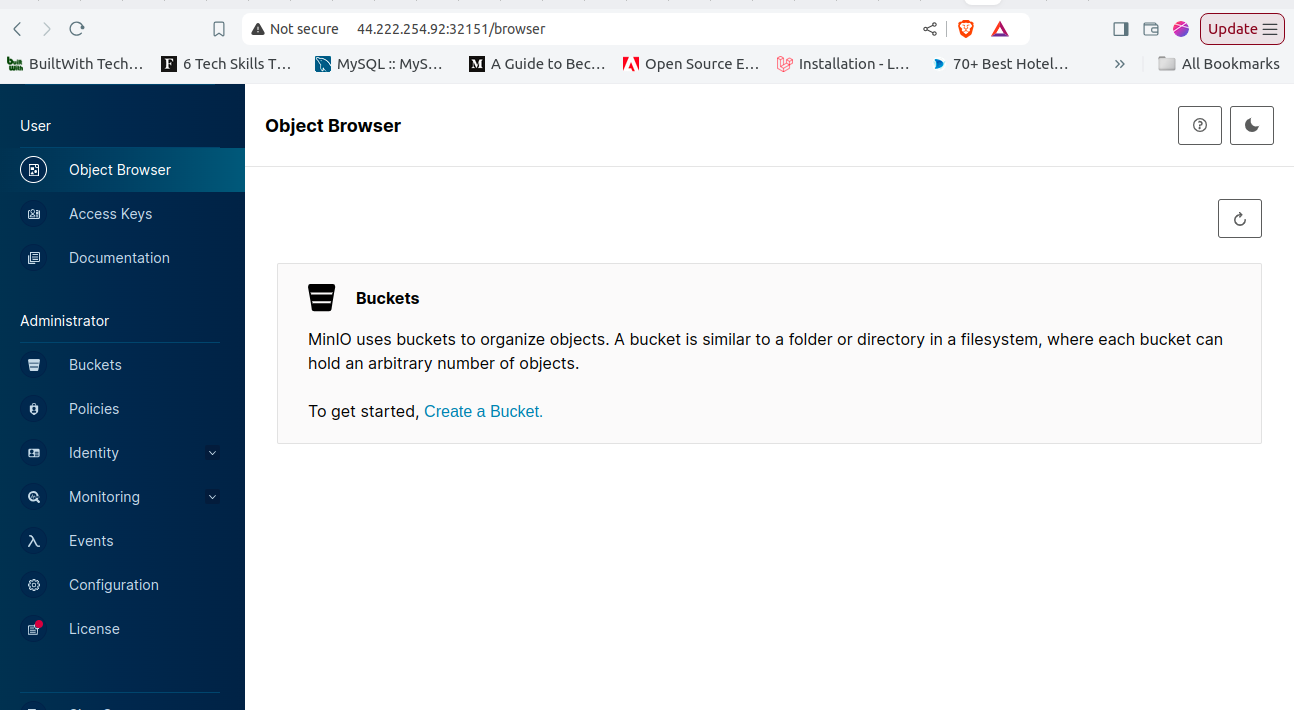 Not secure 44.222.254.92:32151/browser Update
BuiltWith Tech... F 6 Tech Skills T... MySQL :: MyS... M A Guide to Bec... Open Source E... Installation - L... 70+ Best Hotel... » All Bookmarks
User
Object Browser
Access Keys
Documentation
Administrator
Buckets
Policies
Identity
Monitoring
Events
Configuration
License
Object Browser
Buckets
MinIO uses buckets to organize objects. A bucket is similar to a folder or directory in a filesystem, where each bucket can
hold an arbitrary number of objects.
To get started, Create a Bucket.